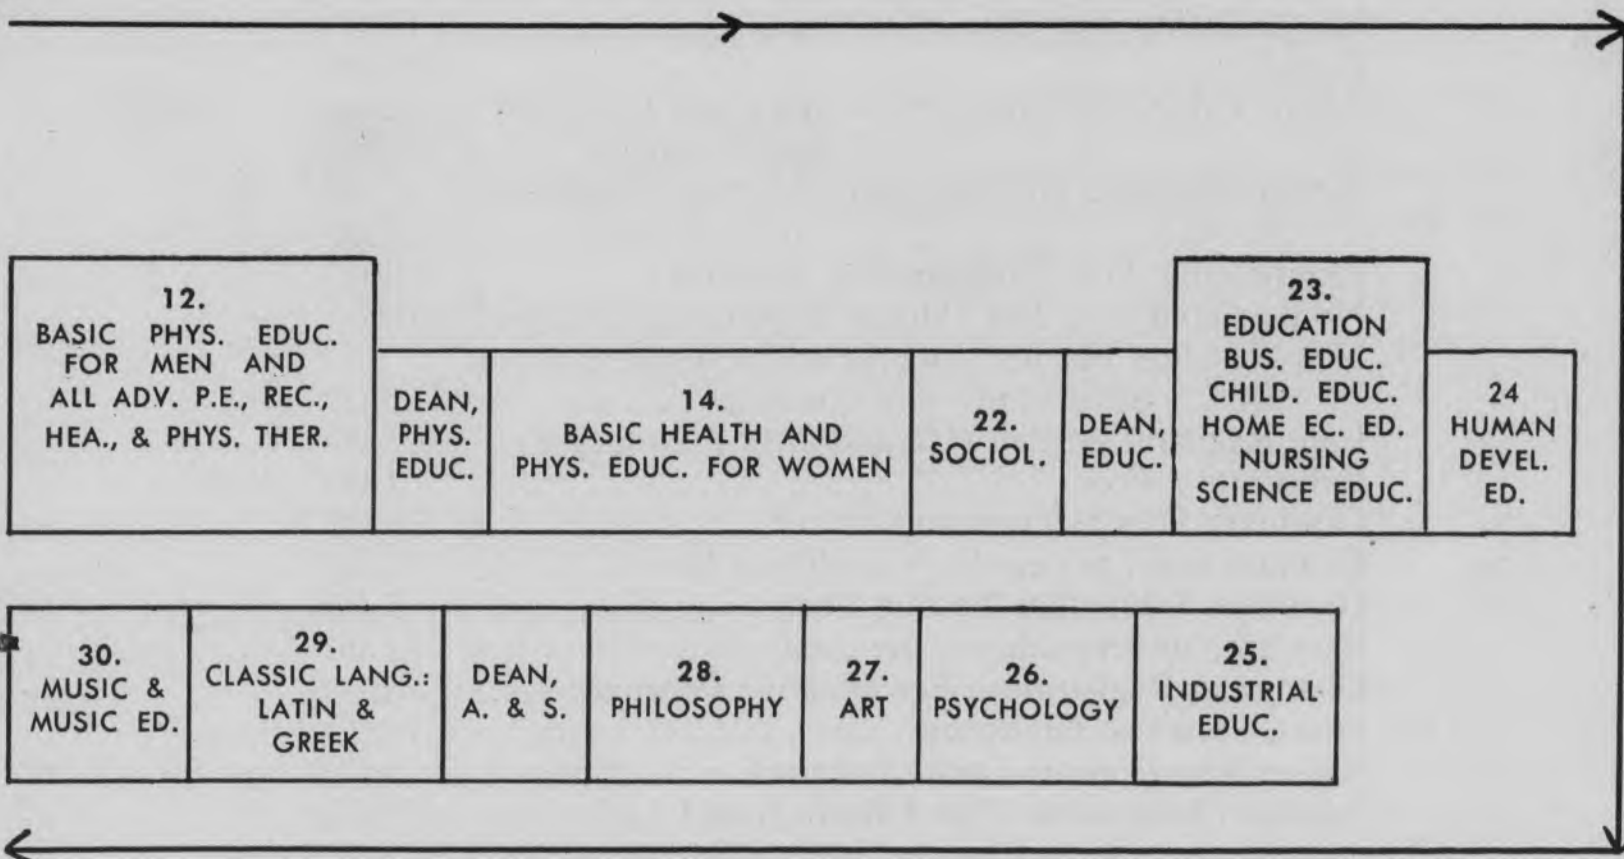 12.
BASIC PHYS. EDUC.
FOR MEN AND
ALL ADV. P.E., REC.,
HEA., & PHYS. THER.
DEAN,
PHYS.
EDUC.
14.
BASIC HEALTH AND
PHYS. EDUC. FOR WOMEN
22.
SOCIOL.
DEAN,
EDUC.
23.
EDUCATION
BUS. EDUC.
CHILD. EDUC.
HOME EC. ED.
NURSING
SCIENCE EDUC.
24
HUMAN
DEVEL.
ED.
30.
MUSIC &
MUSIC ED.
29.
CLASSIC LANG.:
LATIN &
GREEK
DEAN,
A. & S.
28.
PHILOSOPHY
27.
ART
26.
PSYCHOLOGY
25.
INDUSTRIAL
EDUC.